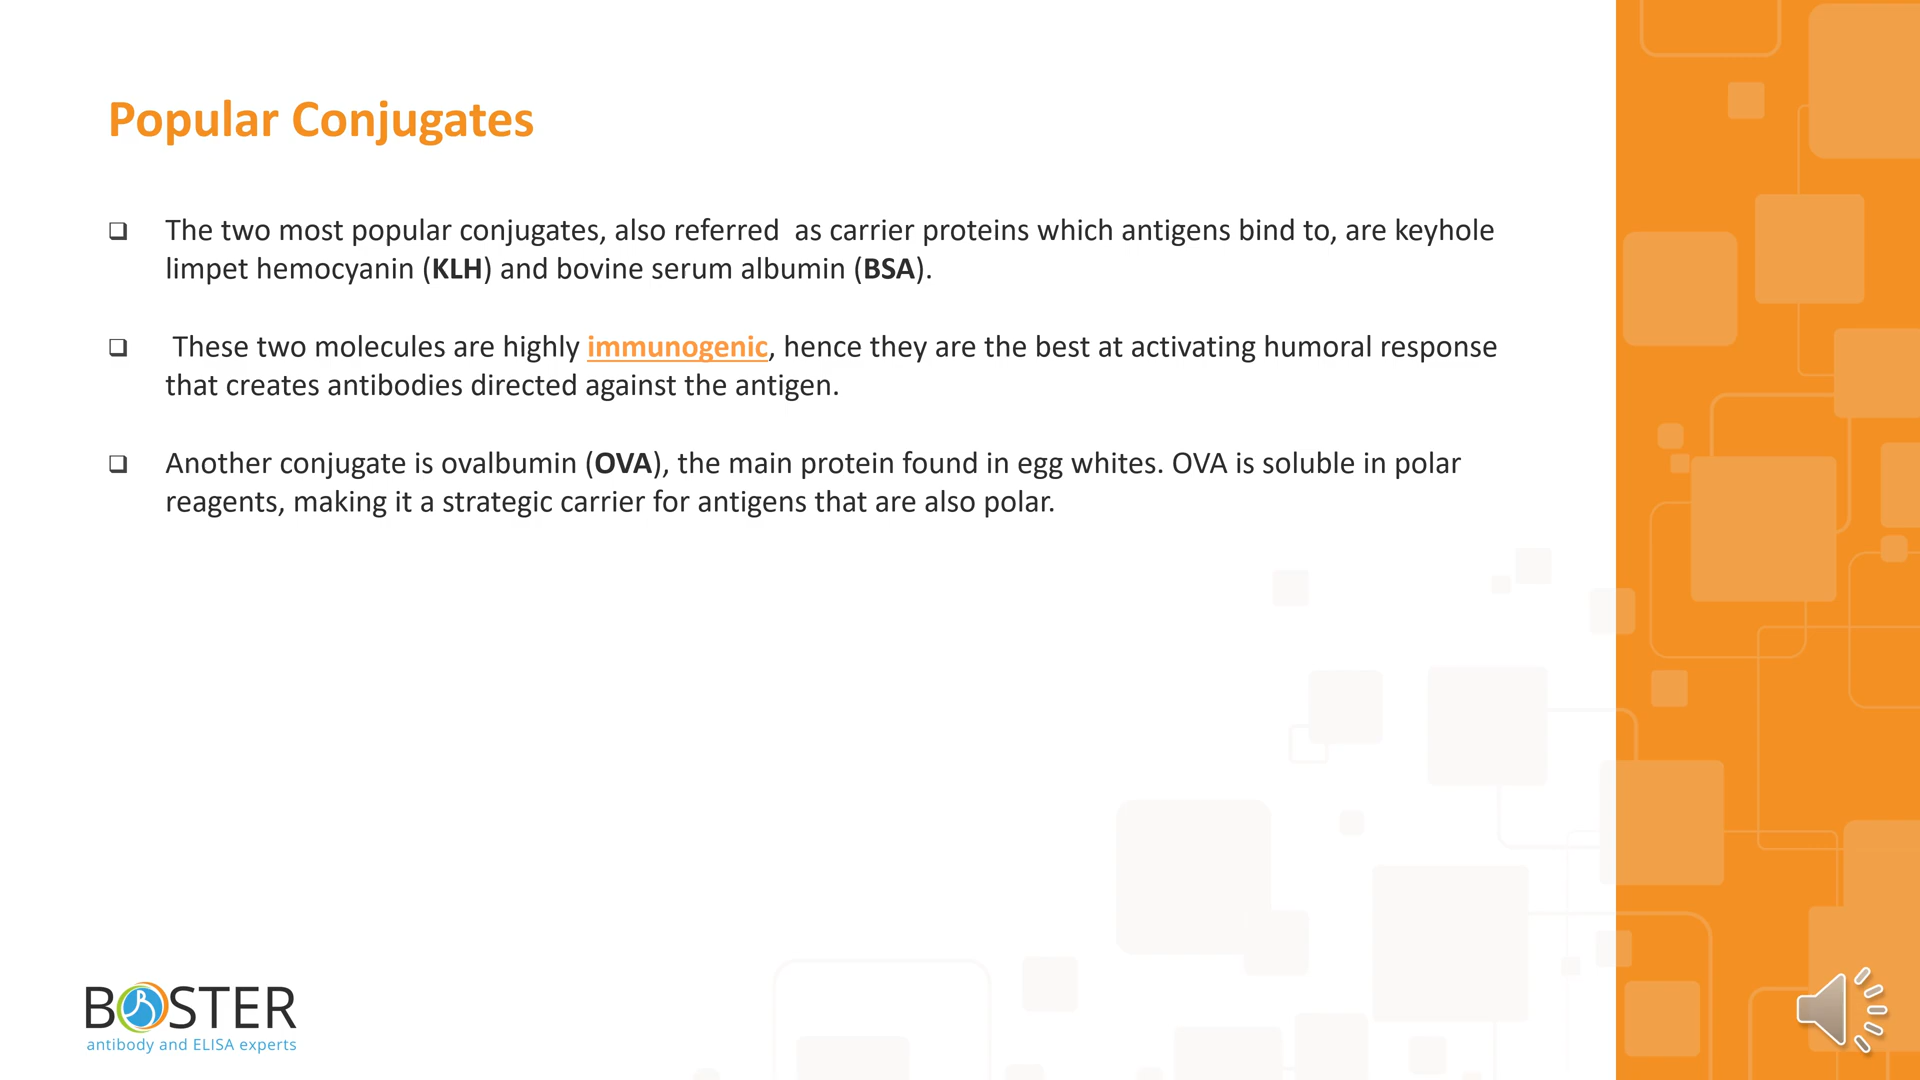 Popular Conjugates
The two most popular conjugates, also referred  as carrier proteins which antigens bind to, are keyhole
limpet hemocyanin (KLH) and bovine serum albumin (BSA).
These two molecules are highly immunogenic, hence they are the best at activating humoral response
that creates antibodies directed against the antigen.
Another conjugate is ovalbumin (OVA), the main protein found in egg whites. OVA is soluble in polar
reagents, making it a strategic carrier for antigens that are also polar.
BOSTER
antibody and ELISA experts